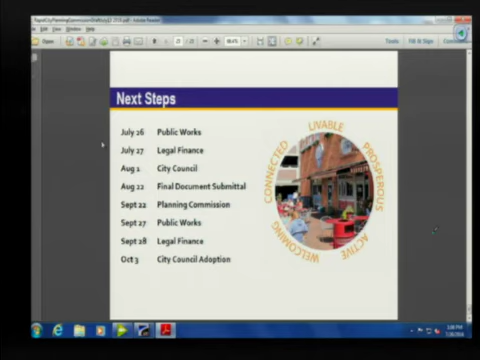 Open
Tools
Fill & Sign
Next Steps
July 26 Public Works
July 27 Legal Finance
Aug 1 City Council
Aug 22 Final Document Submittal
Sept 22 Planning Commission
Sept 27 Public Works
Sept 28 Legal Finance
Oct 3 City Council Adoption
CONNECTED
LIVABLE
PROSPEROUS
ACTIVE
WELCOMING